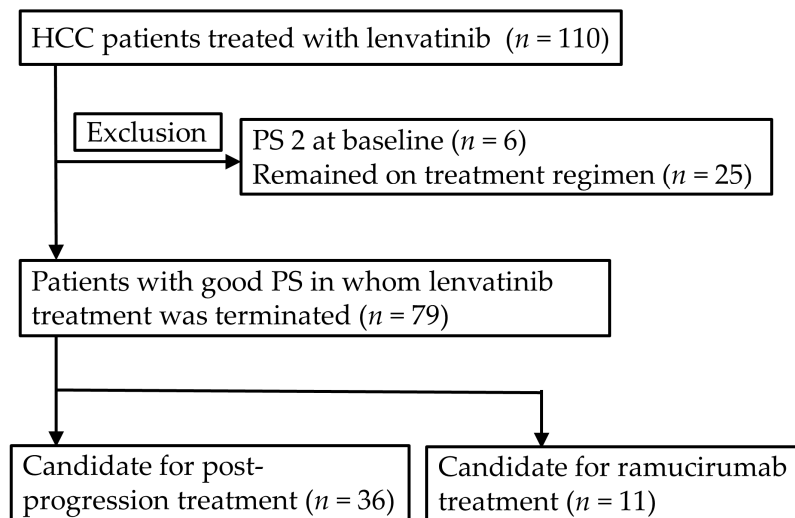 HCC patients treated with lenvatinib (n = 110)
Exclusion
PS 2 at baseline (n = 6)
Remained on treatment regimen (n = 25)
Patients with good PS in whom lenvatinib
treatment was terminated (n = 79)
Candidate for post-
progression treatment (n = 36)
Candidate for ramucirumab
treatment (n = 11)